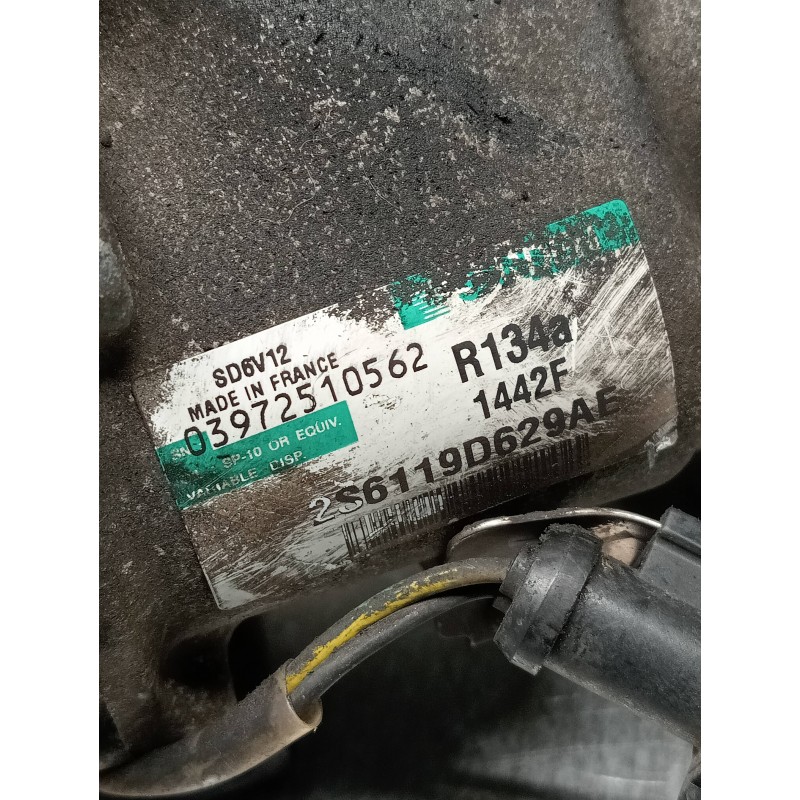 SD6V12
MADE IN FRANCE
03972510562
SP-10 OR EQUIV.
VARIABLE DISP.
R134a
1442F
2S6119D629AE